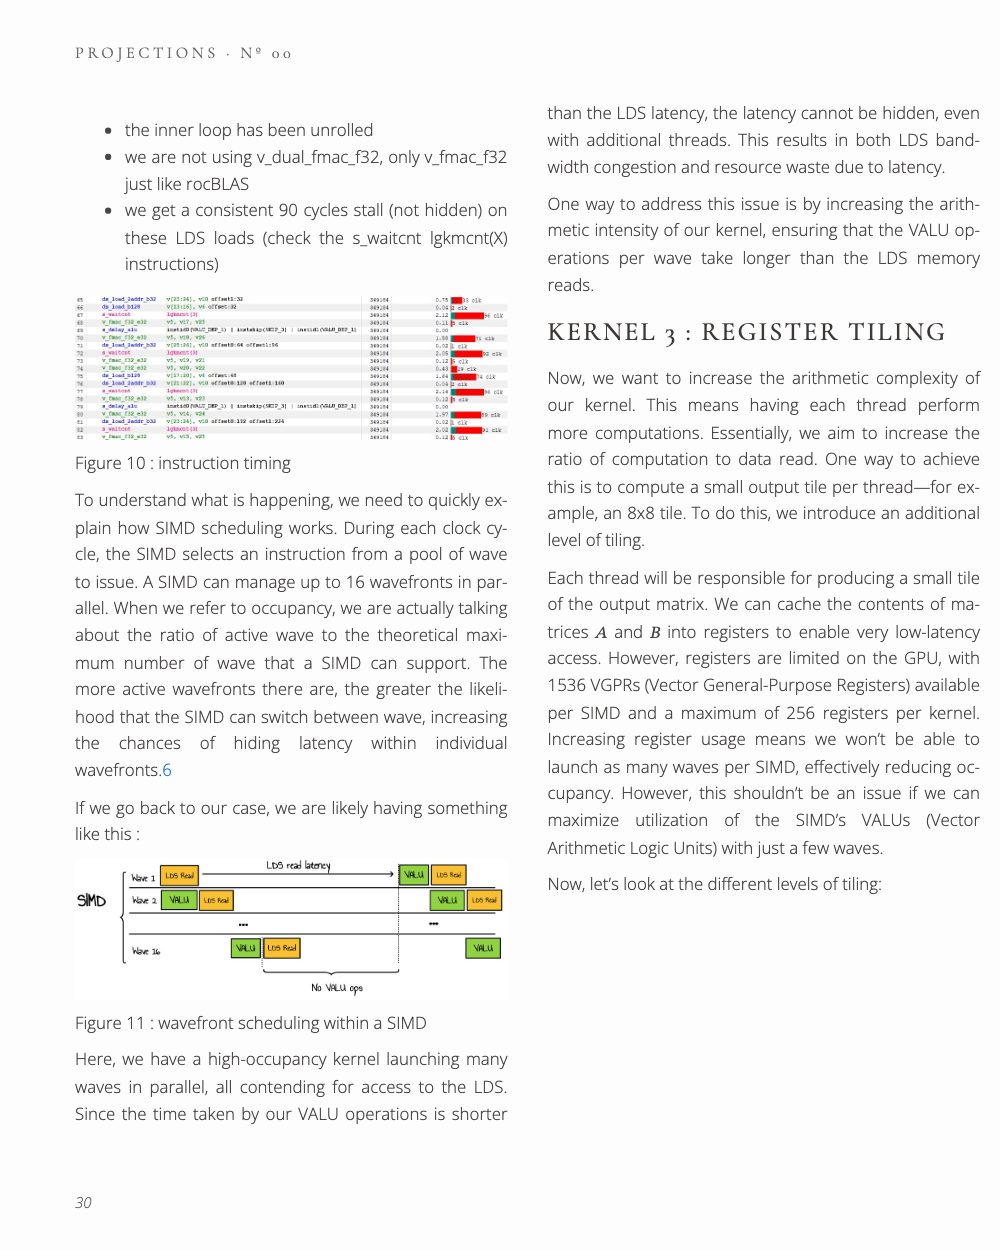 PROJECTIONS · Nº 00
• the inner loop has been unrolled
• we are not using v_dual_fmac_f32, only v_fmac_f32
just like rocBLAS
• we get a consistent 90 cycles stall (not hidden) on
these LDS loads (check the s_waitcnt lgkmcnt(X)
instructions)
Figure 10 : instruction timing
To understand what is happening, we need to quickly ex-
plain how SIMD scheduling works. During each clock cy-
cle, the SIMD selects an instruction from a pool of wave
to issue. A SIMD can manage up to 16 wavefronts in par-
allel. When we refer to occupancy, we are actually talking
about the ratio of active wave to the theoretical maxi-
mum number of wave that a SIMD can support. The
more active wavefronts there are, the greater the likeli-
hood that the SIMD can switch between wave, increasing
the chances of hiding latency within individual
wavefronts.6
If we go back to our case, we are likely having something
like this :
LDS read latency
Wave 1 LDS Read VALU LDS Read
SIMD
Wave 2 VALU LDS Read VALU LDS Read
... ...
Wave 16 VALU LDS Read VALU
No VALU ops
Figure 11 : wavefront scheduling within a SIMD
Here, we have a high-occupancy kernel launching many
waves in parallel, all contending for access to the LDS.
Since the time taken by our VALU operations is shorter
than the LDS latency, the latency cannot be hidden, even
with additional threads. This results in both LDS band-
width congestion and resource waste due to latency.
One way to address this issue is by increasing the arith-
metic intensity of our kernel, ensuring that the VALU op-
erations per wave take longer than the LDS memory
reads.
KERNEL 3 : REGISTER TILING
Now, we want to increase the arithmetic complexity of
our kernel. This means having each thread perform
more computations. Essentially, we aim to increase the
ratio of computation to data read. One way to achieve
this is to compute a small output tile per thread—for ex-
ample, an 8x8 tile. To do this, we introduce an additional
level of tiling.
Each thread will be responsible for producing a small tile
of the output matrix. We can cache the contents of ma-
trices A and B into registers to enable very low-latency
access. However, registers are limited on the GPU, with
1536 VGPRs (Vector General-Purpose Registers) available
per SIMD and a maximum of 256 registers per kernel.
Increasing register usage means we won't be able to
launch as many waves per SIMD, effectively reducing oc-
cupancy. However, this shouldn't be an issue if we can
maximize utilization of the SIMD's VALUs (Vector
Arithmetic Logic Units) with just a few waves.
Now, let's look at the different levels of tiling:
30